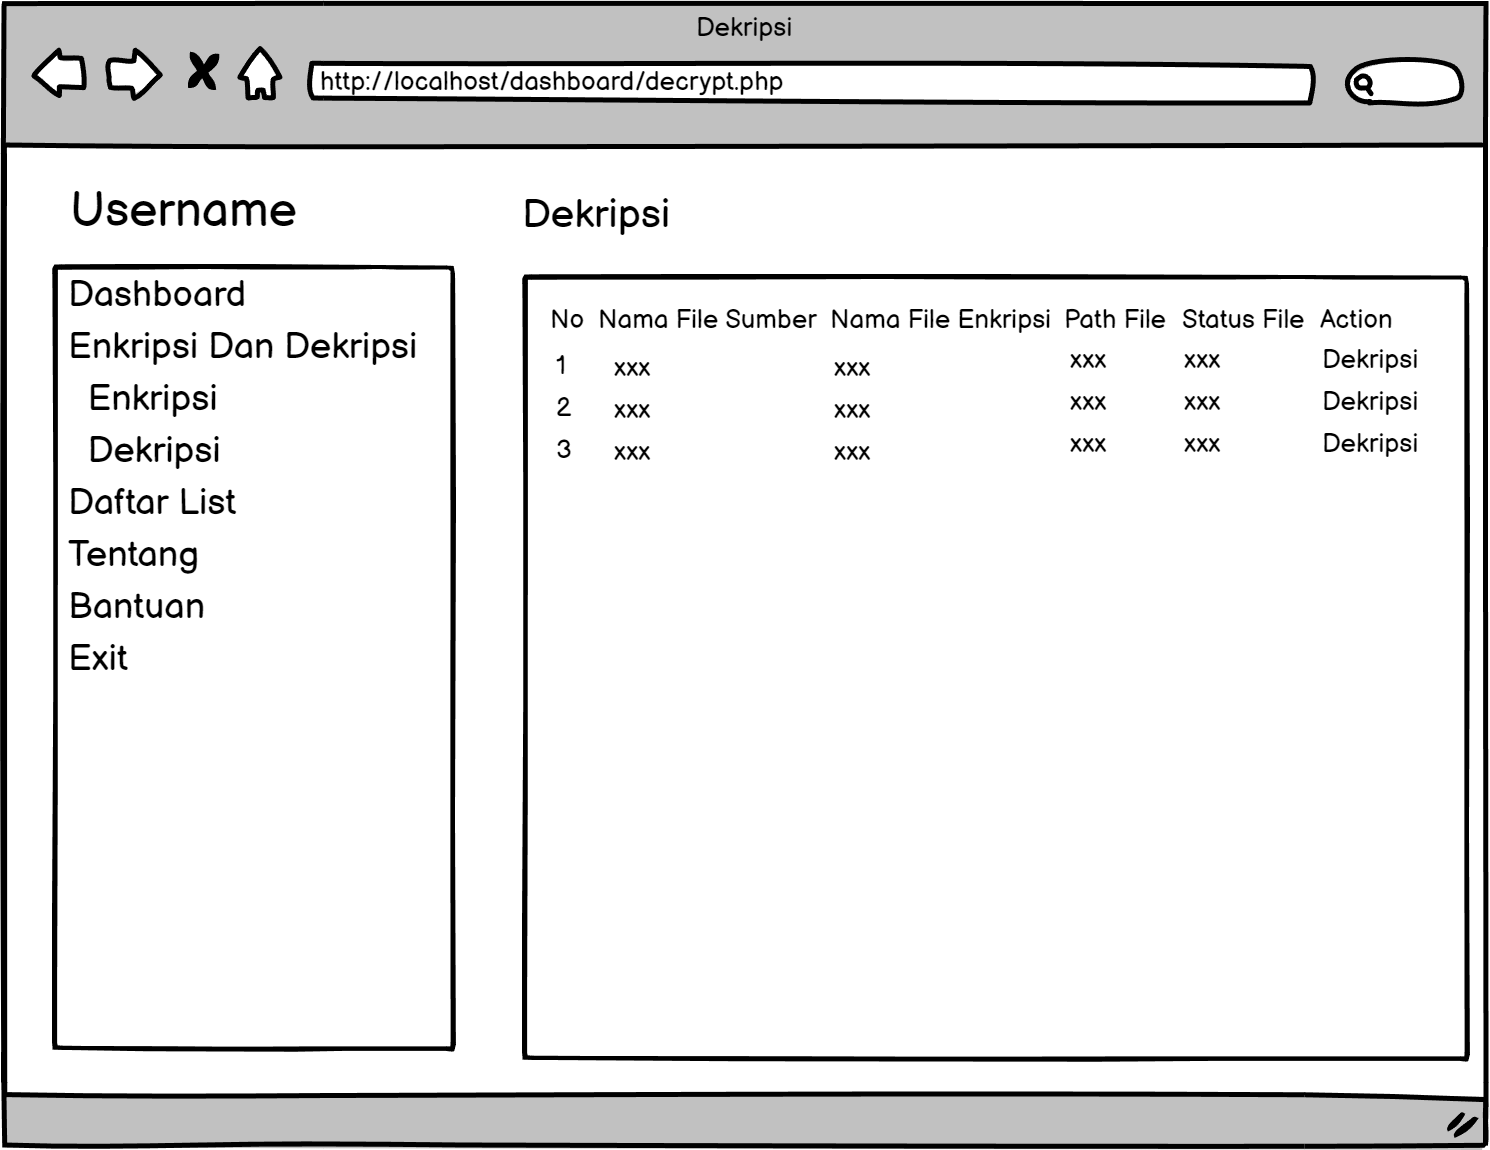 Dekripsi
http://localhost/dashboard/decrypt.php
Username
Dashboard
Enkripsi Dan Dekripsi
Enkripsi
Dekripsi
Daftar List
Tentang
Bantuan
Exit
Dekripsi
No Nama File Sumber Nama File Enkripsi Path File Status File Action
1 xxx xxx xxx xxx Dekripsi
2 xxx xxx xxx xxx Dekripsi
3 xxx xxx xxx xxx Dekripsi